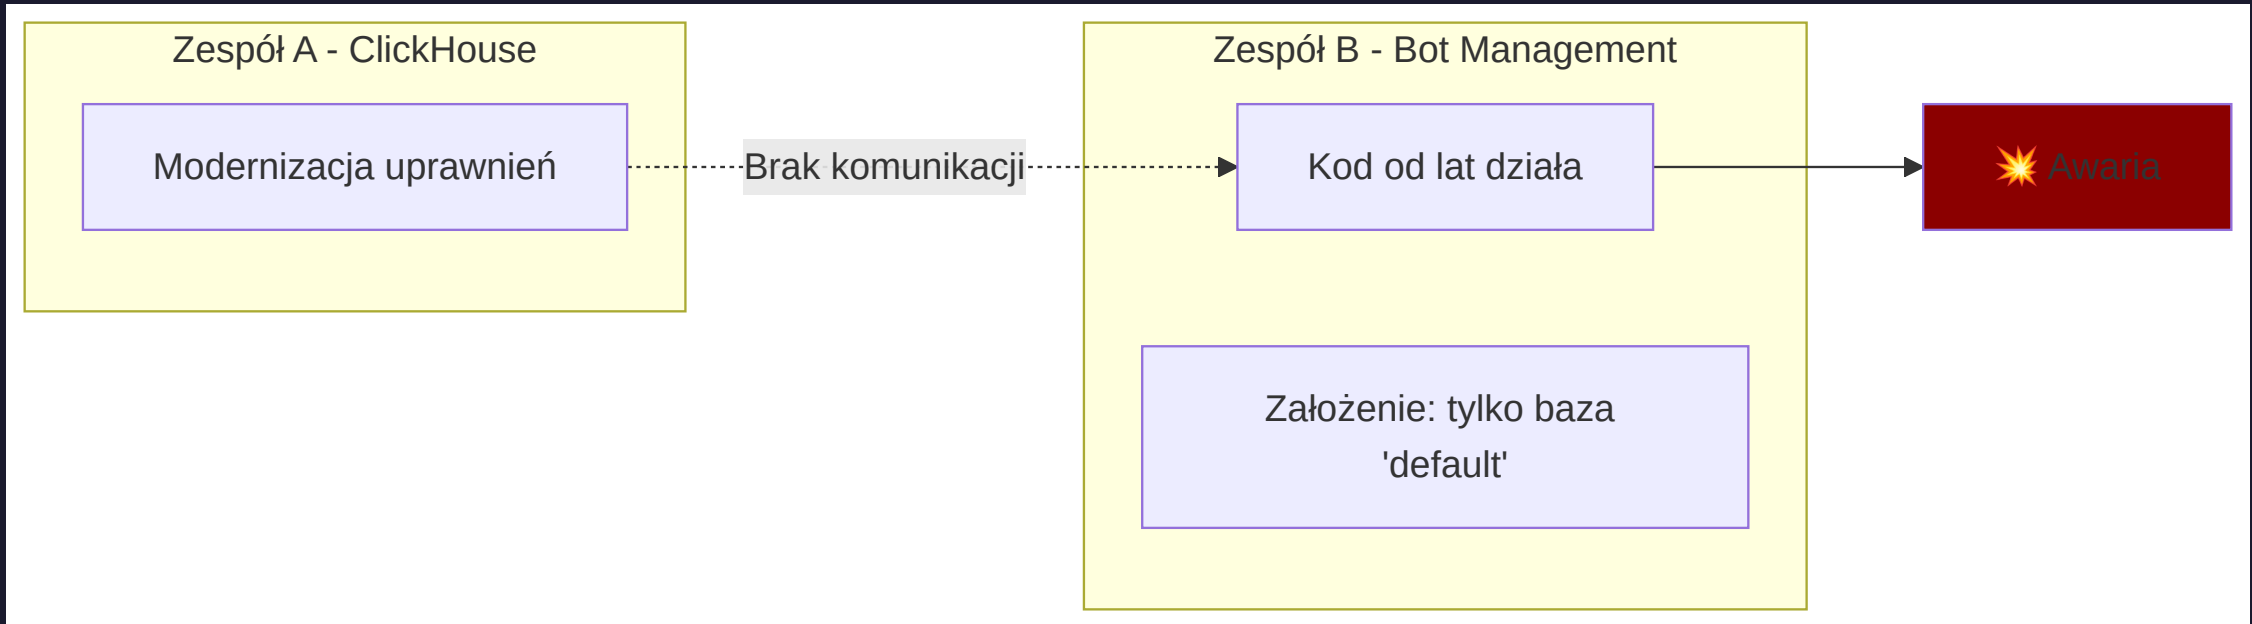 Zespół A - ClickHouse
Modernizacja uprawnień
Brak komunikacji
Zespół B - Bot Management
Kod od lat działa
Założenie: tylko baza
'default'
💥 Awaria